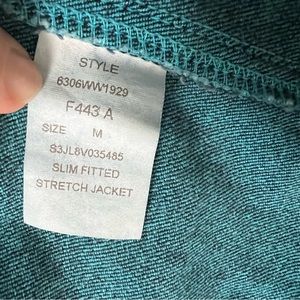 STYLE
6306WW1929
F443 A
SIZE M
S3JL8V035485
SLIM FITTED
STRETCH JACKET